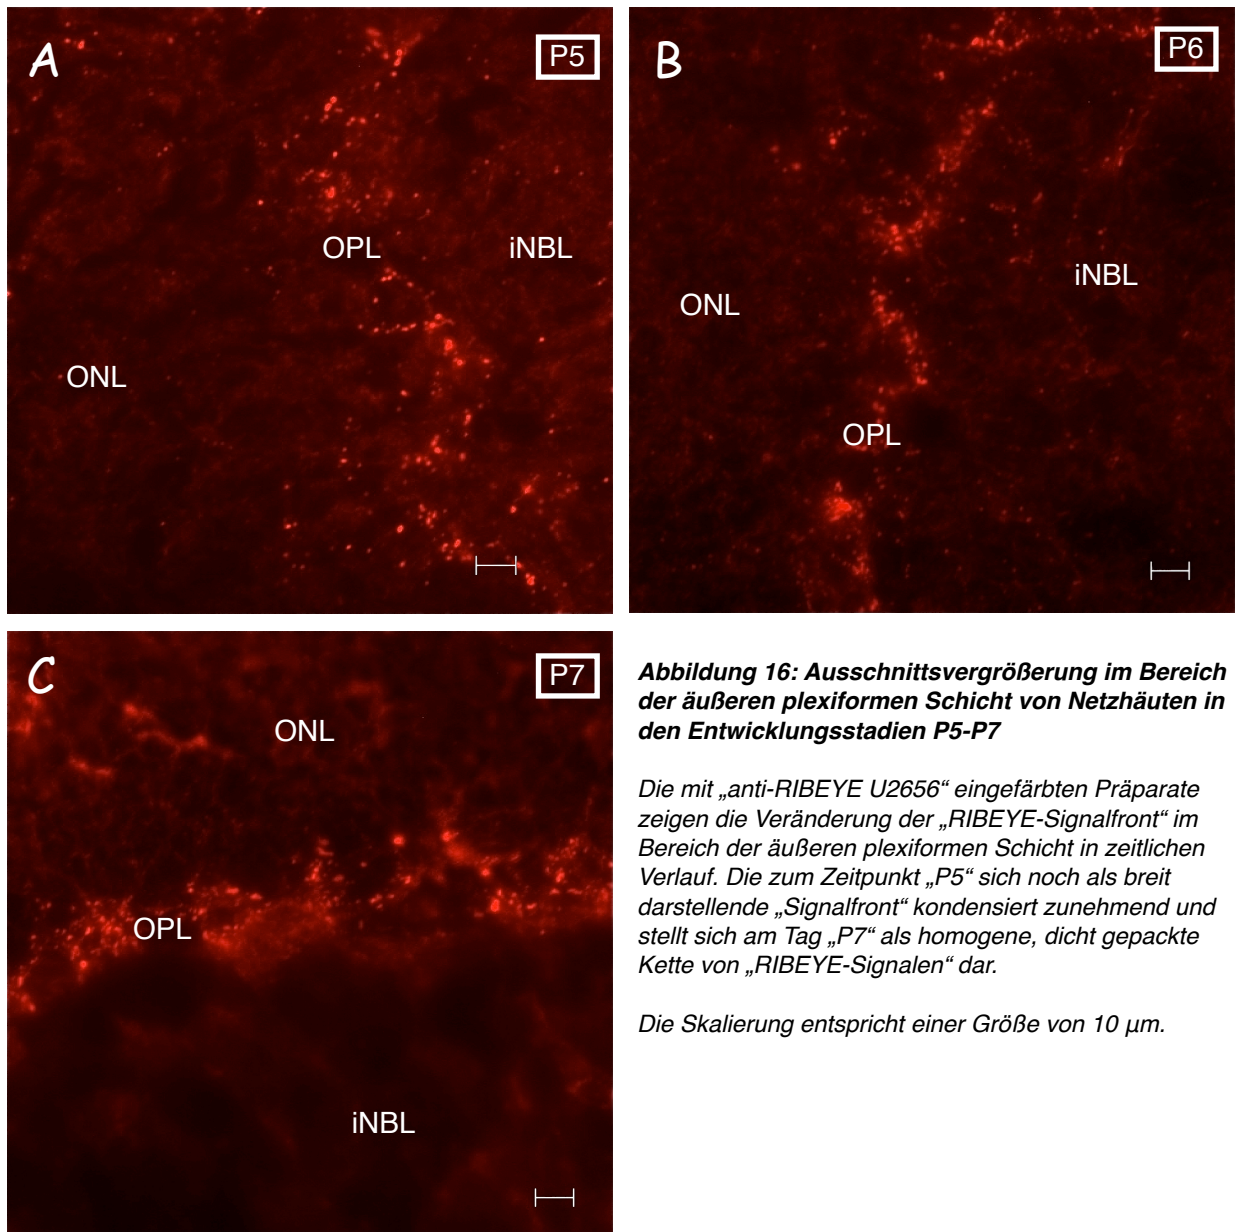 A
P5
OPL
iNBL
ONL
B
P6
iNBL
ONL
OPL
C
P7
ONL
OPL
iNBL
Abbildung 16: Ausschnittsvergrößerung im Bereich
der äußeren plexiformen Schicht von Netzhäuten in
den Entwicklungsstadien P5-P7
Die mit „anti-RIBEYE U2656“ eingefärbten Präparate
zeigen die Veränderung der „RIBEYE-Signalfront“ im
Bereich der äußeren plexiformen Schicht in zeitlichen
Verlauf. Die zum Zeitpunkt „P5“ sich noch als breit
darstellende „Signalfront“ kondensiert zunehmend und
stellt sich am Tag „P7“ als homogene, dicht gepackte
Kette von „RIBEYE-Signalen“ dar.
Die Skalierung entspricht einer Größe von 10 µm.